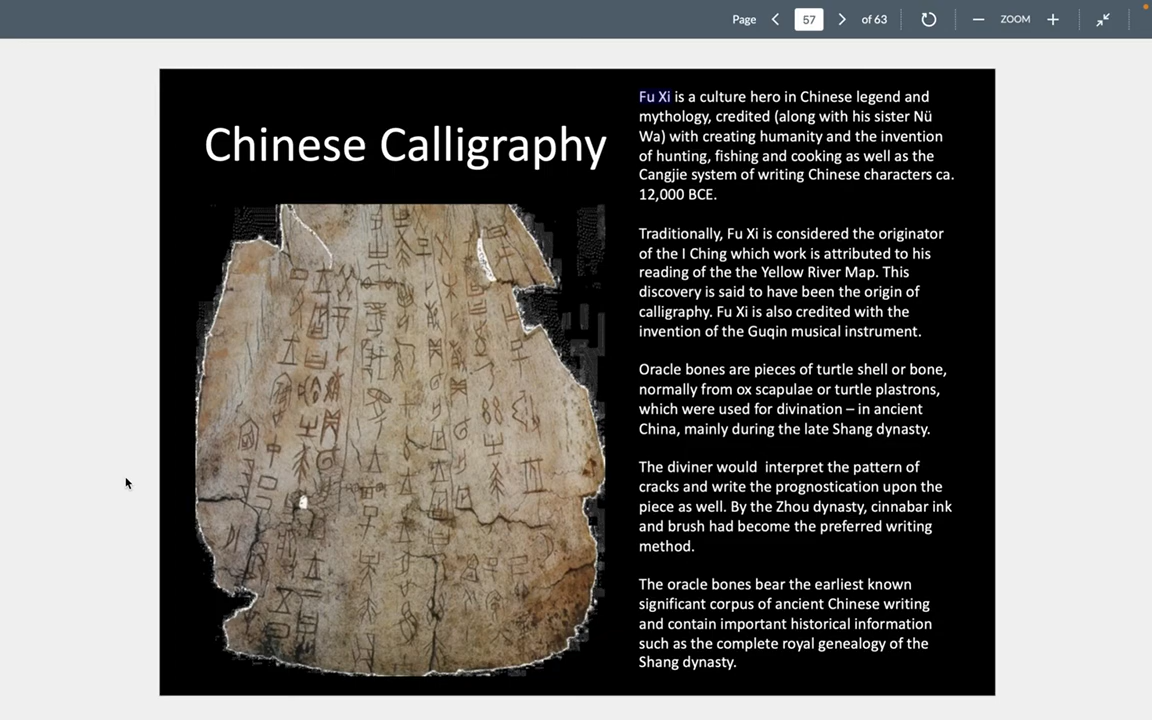 Page 57 of 63 ZOOM
Chinese Calligraphy
Fu Xi is a culture hero in Chinese legend and
mythology, credited (along with his sister Nü
Wa) with creating humanity and the invention
of hunting, fishing and cooking as well as the
Cangjie system of writing Chinese characters ca.
12,000 BCE.
Traditionally, Fu Xi is considered the originator
of the I Ching which work is attributed to his
reading of the the Yellow River Map. This
discovery is said to have been the origin of
calligraphy. Fu Xi is also credited with the
invention of the Guqin musical instrument.
Oracle bones are pieces of turtle shell or bone,
normally from ox scapulae or turtle plastrons,
which were used for divination – in ancient
China, mainly during the late Shang dynasty.
The diviner would  interpret the pattern of
cracks and write the prognostication upon the
piece as well. By the Zhou dynasty, cinnabar ink
and brush had become the preferred writing
method.
The oracle bones bear the earliest known
significant corpus of ancient Chinese writing
and contain important historical information
such as the complete royal genealogy of the
Shang dynasty.